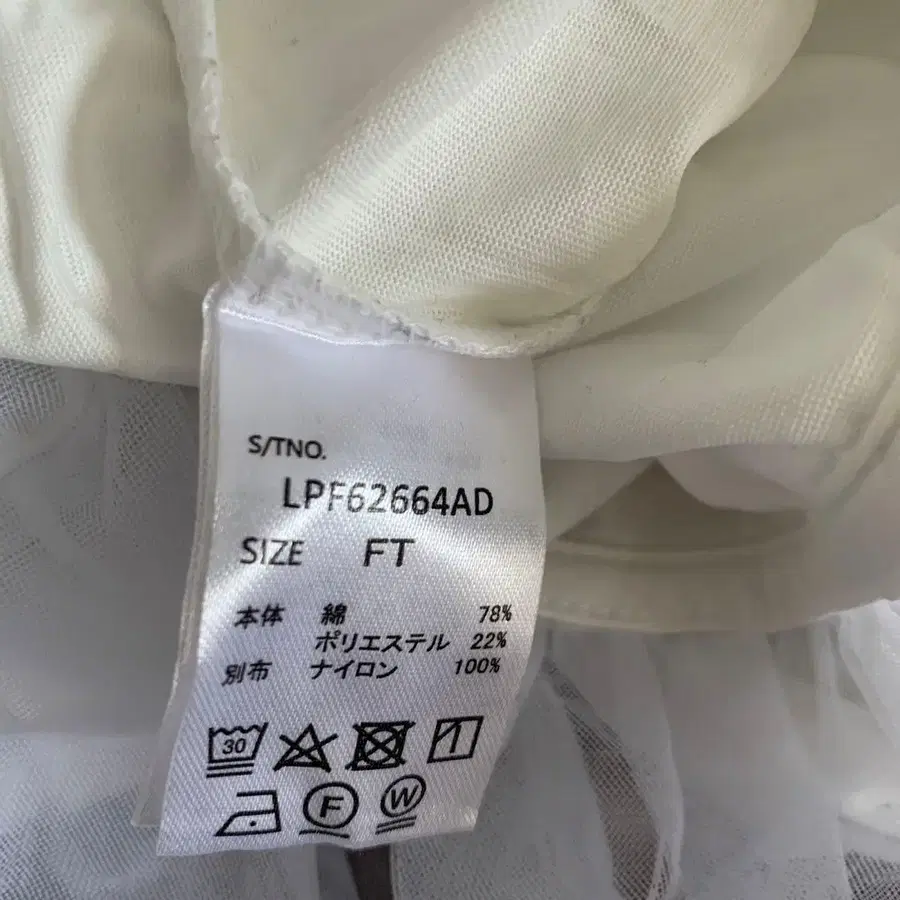 S/TNO.
LPF62664AD
SIZE FT
本体 綿 78%
ポリエステル 22%
別布 ナイロン 100%
30
F W